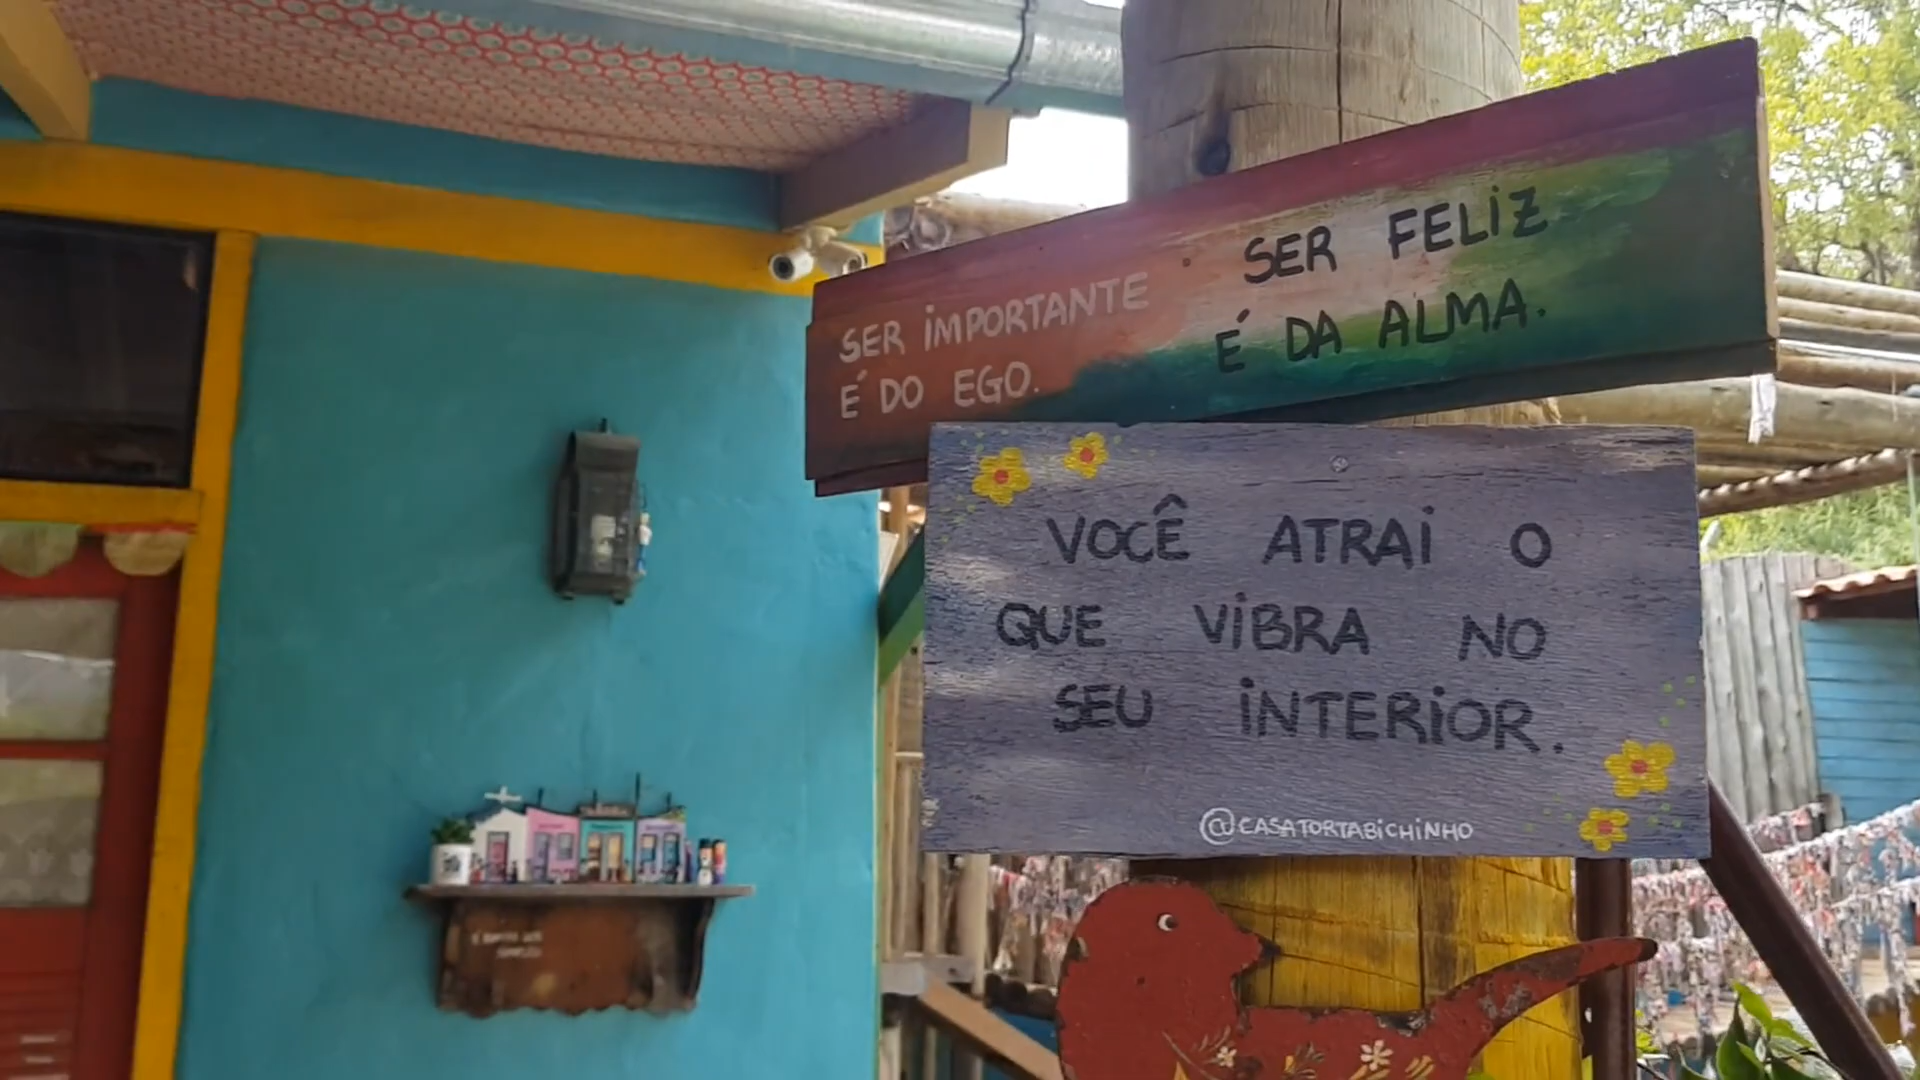 SER IMPORTANTE
É DO EGO.
SER FELIZ
É DA ALMA.
VOCÊ ATRAI O
QUE VIBRA NO
SEU INTERIOR.
@CASATORTABICHINHO